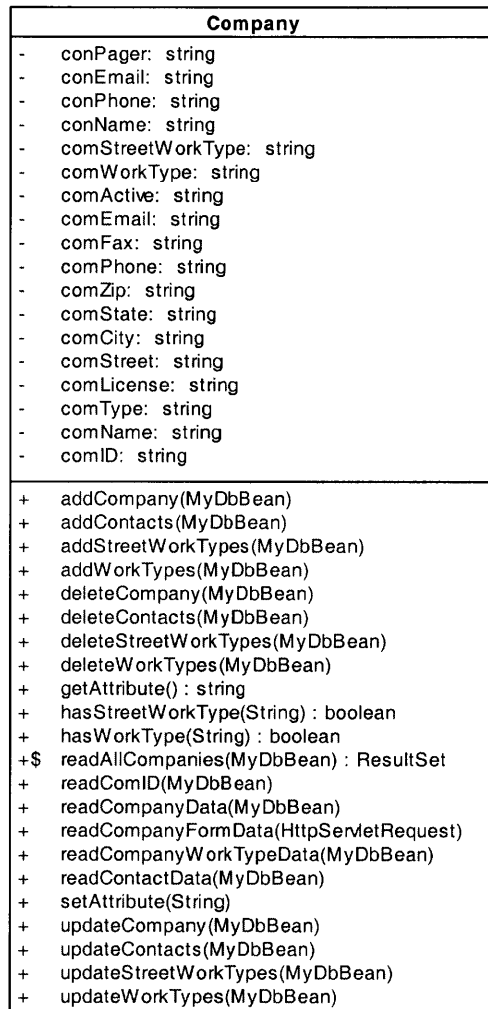 Company
- conPager: string
- conEmail: string
- conPhone: string
- conName: string
- comStreetWorkType: string
- comWorkType: string
- comActive: string
- comEmail: string
- comFax: string
- comPhone: string
- comZip: string
- comState: string
- comCity: string
- comStreet: string
- comLicense: string
- comType: string
- comName: string
- comID: string
+ addCompany(MyDbBean)
+ addContacts(MyDbBean)
+ addStreetWorkTypes(MyDbBean)
+ addWorkTypes(MyDbBean)
+ deleteCompany(MyDbBean)
+ deleteContacts(MyDbBean)
+ deleteStreetWorkTypes(MyDbBean)
+ deleteWorkTypes(MyDbBean)
+ getAttribute() : string
+ hasStreetWorkType(String) : boolean
+ hasWorkType(String) : boolean
+$ readAllCompanies(MyDbBean) : ResultSet
+ readComID(MyDbBean)
+ readCompanyData(MyDbBean)
+ readCompanyFormData(HttpServletRequest)
+ readCompanyWorkTypeData(MyDbBean)
+ readContactData(MyDbBean)
+ setAttribute(String)
+ updateCompany(MyDbBean)
+ updateContacts(MyDbBean)
+ updateStreetWorkTypes(MyDbBean)
+ updateWorkTypes(MyDbBean)